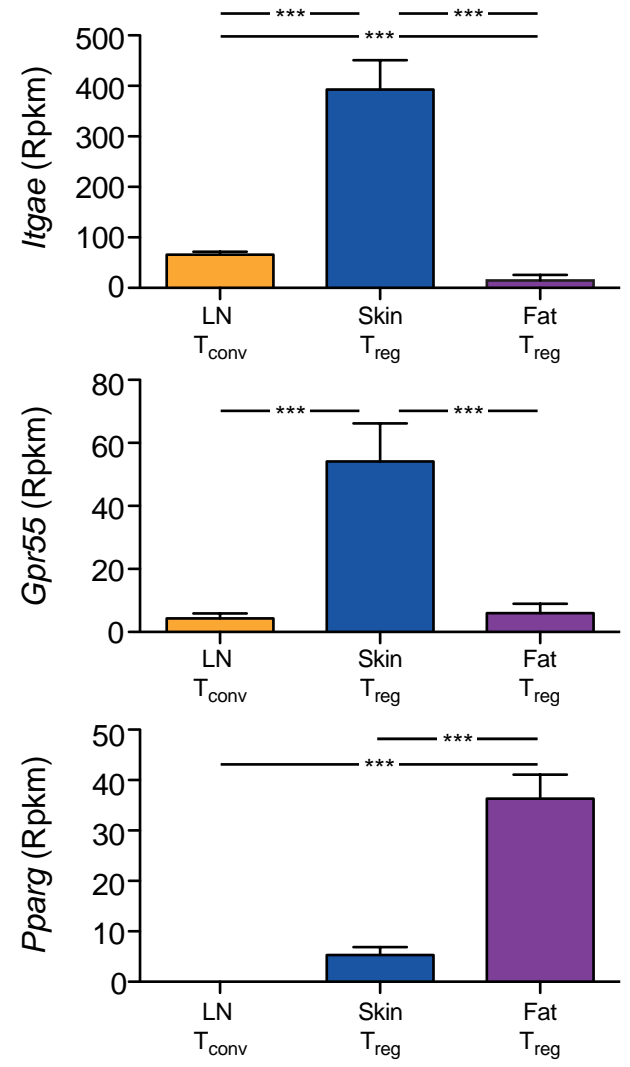 *** ***
***
500
400
300
200
100
0
Itgae (Rpkm)
LN Skin Fat
Tconv Treg Treg
80
60
40
20
0
Gpr55 (Rpkm)
*** ***
LN Skin Fat
Tconv Treg Treg
50
40
30
20
10
0
Pparg (Rpkm)
***
***
LN Skin Fat
Tconv Treg Treg